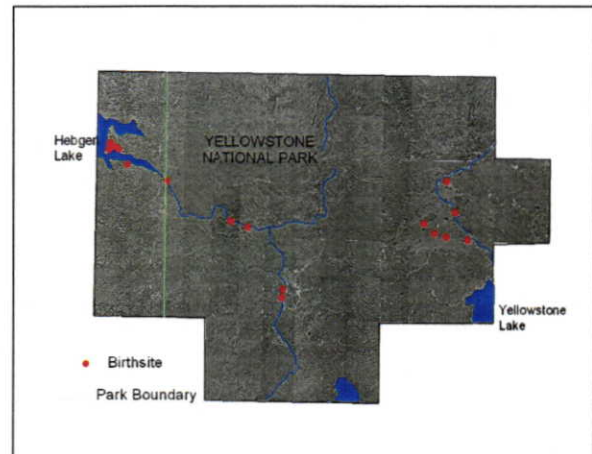 YELLOWSTONE
NATIONAL PARK
Hebgen
Lake
Yellowstone
Lake
Birthsite
Park Boundary